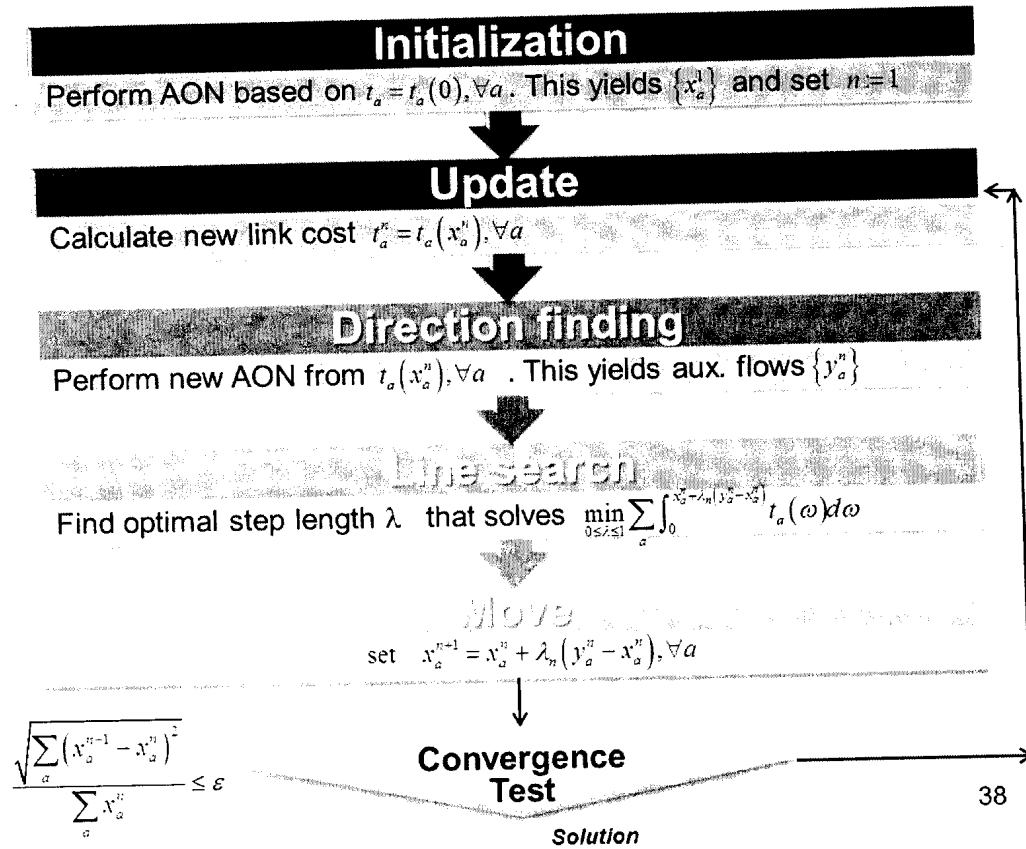 Initialization
Perform AON based on t_a = t_a(0), ∀a. This yields {x_a^1} and set n:=1
Update
Calculate new link cost t_a^n = t_a(x_a^n), ∀a
Direction finding
Perform new AON from t_a(x_a^n), ∀a . This yields aux. flows {y_a^n}
Line search
Find optimal step length λ that solves min_{0≤λ≤1} ∑_a ∫_0^{x_a^n+λ_n(y_a^n−x_a^n)} t_a(ω)dω
Move
set x_a^{n+1} = x_a^n + λ_n(y_a^n − x_a^n), ∀a
√(∑_a (x_a^{n-1} − x_a^n)^2) / ∑_a x_a^n ≤ ε
Convergence
Test
38
Solution